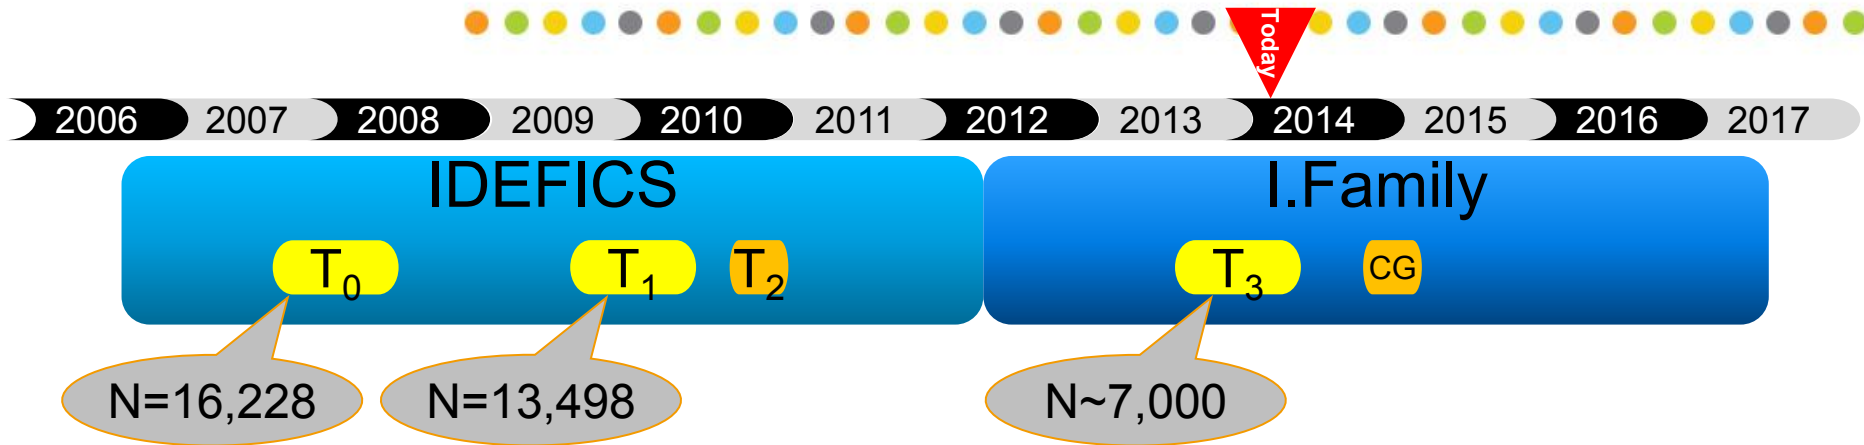 Today
2006 2007 2008 2009 2010 2011 2012 2013 2014 2015 2016 2017
IDEFICS I.Family
T0 T1 T2 T3 CG
N=16,228 N=13,498 N~7,000